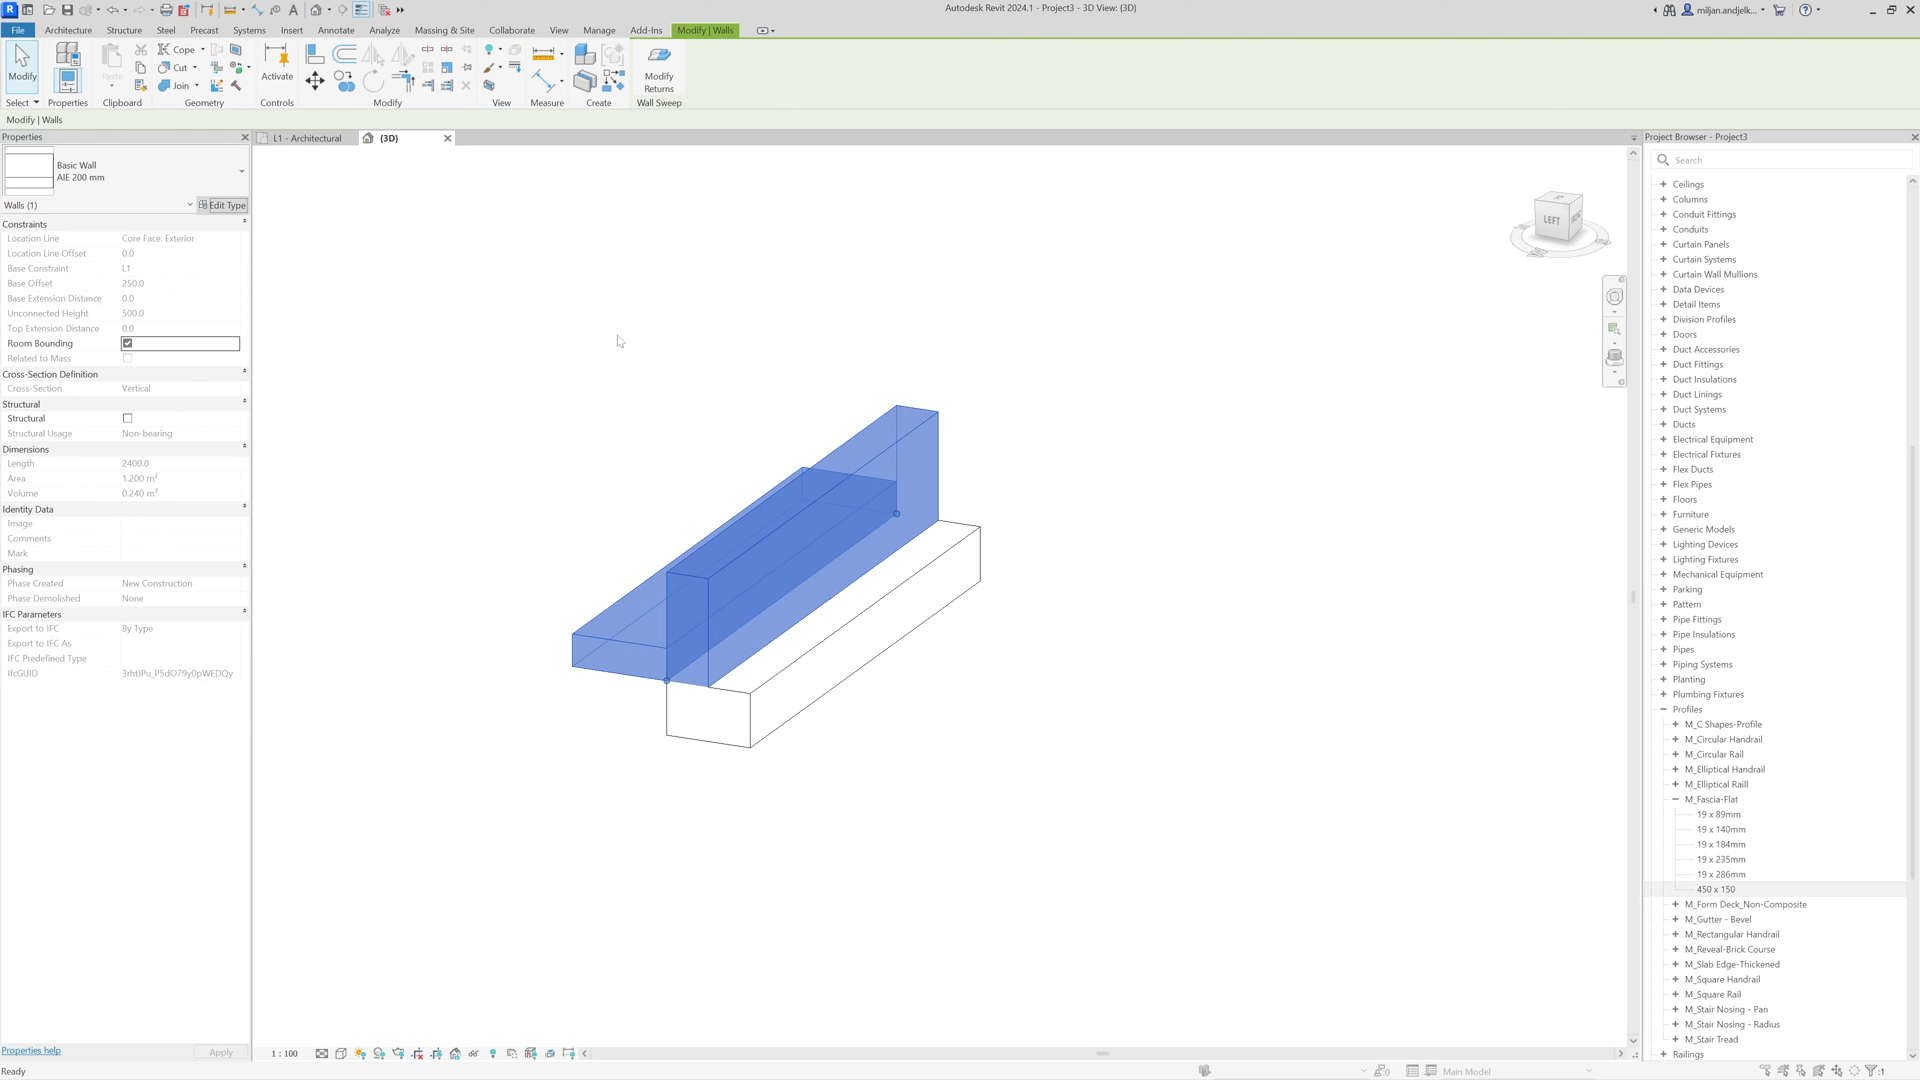 Autodesk Revit 2024.1 - Project3 - 3D View: {3D}
miljan.andjelk...
File Architecture Structure Steel Precast Systems Insert Annotate Analyze Massing & Site Collaborate View Manage Add-Ins Modify | Walls
Modify
Paste
Cope
Cut
Join
Activate
Modify
Returns
Select Properties Clipboard Geometry Controls Modify View Measure Create Wall Sweep
Modify | Walls
Properties
L1 - Architectural
{3D}
Project Browser - Project3
Basic Wall
AIE 200 mm
Search
Walls (1)
Edit Type
Constraints
Location Line Core Face: Exterior
Location Line Offset 0.0
Base Constraint L1
Base Offset 250.0
Base Extension Distance 0.0
Unconnected Height 500.0
Top Extension Distance 0.0
Room Bounding
Related to Mass
Cross-Section Definition
Cross-Section Vertical
Structural
Structural
Structural Usage Non-bearing
Dimensions
Length 2400.0
Area 1.200 m²
Volume 0.240 m³
Identity Data
Image
Comments
Mark
Phasing
Phase Created New Construction
Phase Demolished None
IFC Parameters
Export to IFC By Type
Export to IFC As
IFC Predefined Type
IfcGUID 3rhtJPu_P5dO79y0pWEDQy
Properties help
Apply
LEFT
Ceilings
Columns
Conduit Fittings
Conduits
Curtain Panels
Curtain Systems
Curtain Wall Mullions
Data Devices
Detail Items
Division Profiles
Doors
Duct Accessories
Duct Fittings
Duct Insulations
Duct Linings
Duct Systems
Ducts
Electrical Equipment
Electrical Fixtures
Flex Ducts
Flex Pipes
Floors
Furniture
Generic Models
Lighting Devices
Lighting Fixtures
Mechanical Equipment
Parking
Pattern
Pipe Fittings
Pipe Insulations
Pipes
Piping Systems
Planting
Plumbing Fixtures
Profiles
M_C Shapes-Profile
M_Circular Handrail
M_Circular Rail
M_Elliptical Handrail
M_Elliptical Raill
M_Fascia-Flat
19 x 89mm
19 x 140mm
19 x 184mm
19 x 235mm
19 x 286mm
450 x 150
M_Form Deck_Non-Composite
M_Gutter - Bevel
M_Rectangular Handrail
M_Reveal-Brick Course
M_Slab Edge-Thickened
M_Square Handrail
M_Square Rail
M_Stair Nosing - Pan
M_Stair Nosing - Radius
M_Stair Tread
Railings
1 : 100
Ready
:0
Main Model
:1